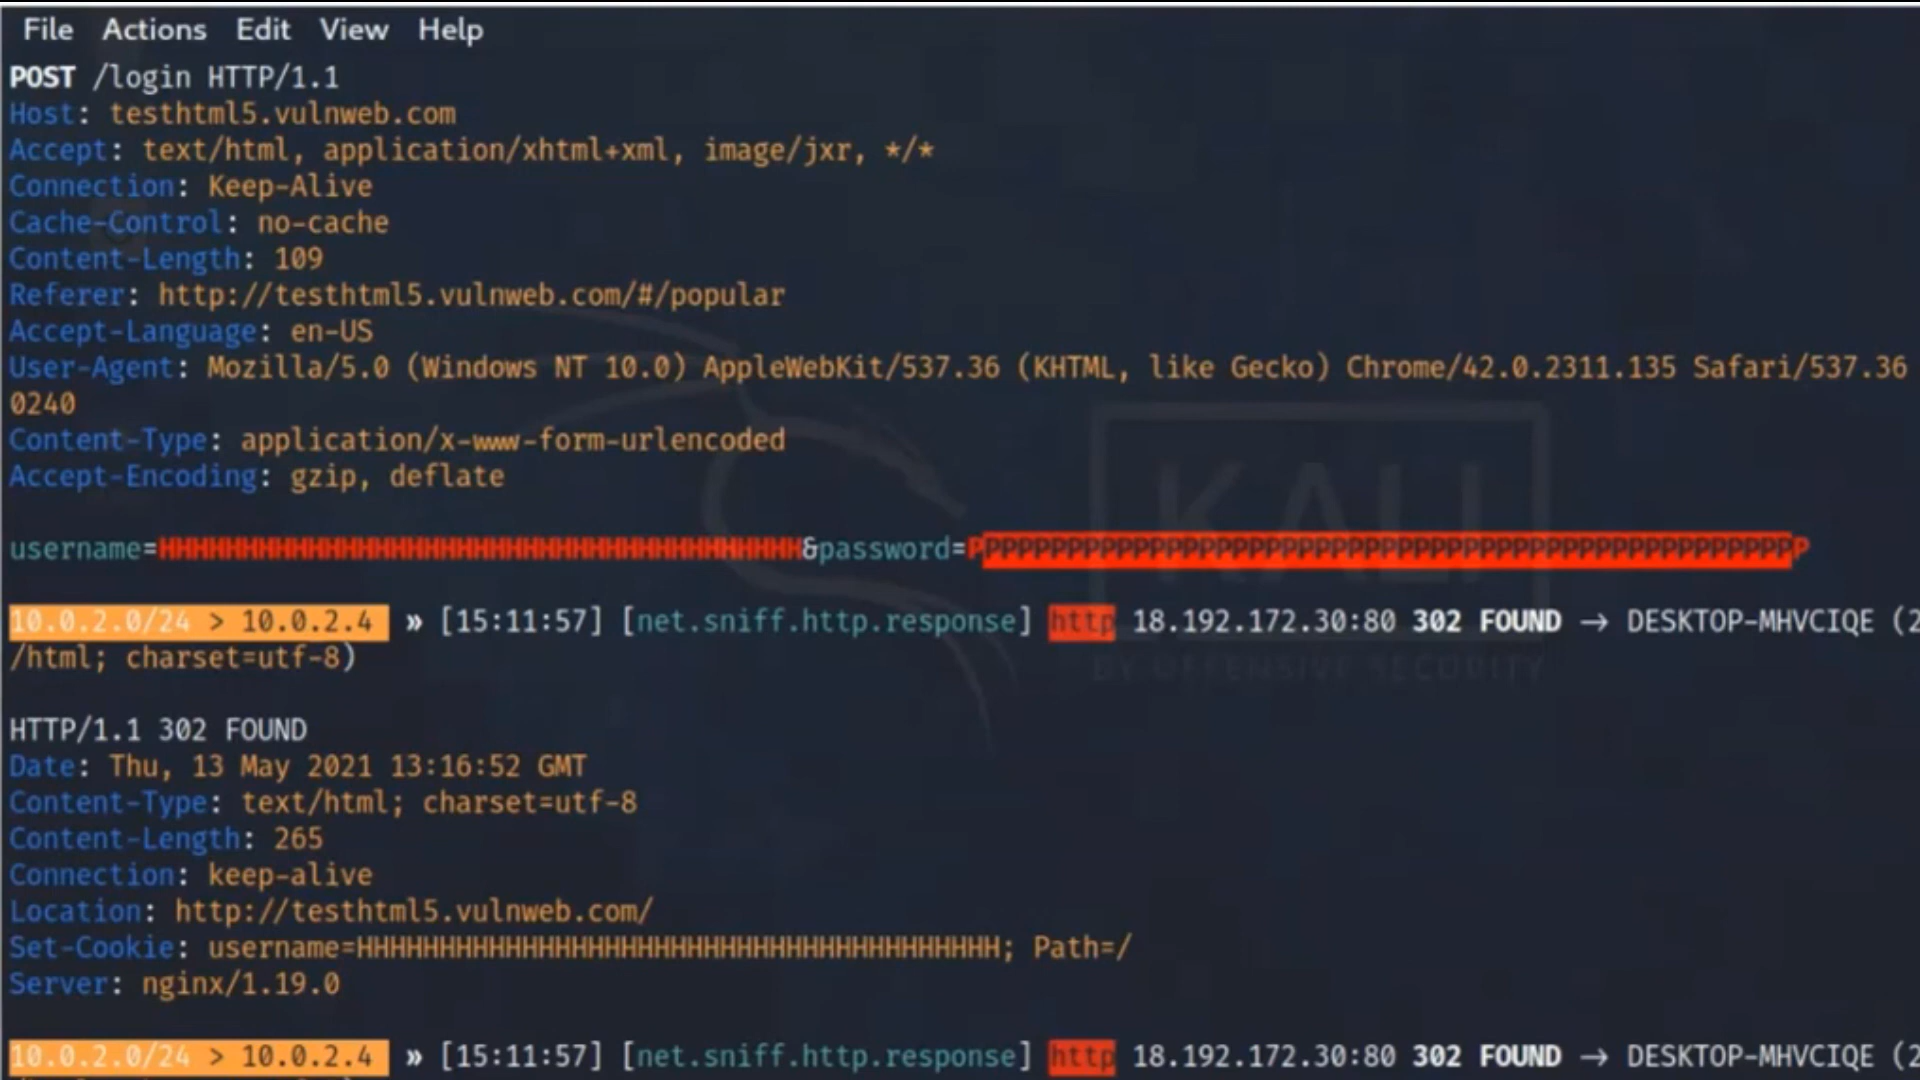 File Actions Edit View Help
POST /login HTTP/1.1
Host: testhtml5.vulnweb.com
Accept: text/html, application/xhtml+xml, image/jxr, */*
Connection: Keep-Alive
Cache-Control: no-cache
Content-Length: 109
Referer: http://testhtml5.vulnweb.com/#/popular
Accept-Language: en-US
User-Agent: Mozilla/5.0 (Windows NT 10.0) AppleWebKit/537.36 (KHTML, like Gecko) Chrome/42.0.2311.135 Safari/537.36
0240
Content-Type: application/x-www-form-urlencoded
Accept-Encoding: gzip, deflate
KALI
username=HHHHHHHHHHHHHHHHHHHHHHHHHHHHHHHHHHHHHHH&password=PPPPPPPPPPPPPPPPPPPPPPPPPPPPPPPPPPPPPPPPPPPPPPPPPPP
10.0.2.0/24 > 10.0.2.4 » [15:11:57] [net.sniff.http.response] http 18.192.172.30:80 302 FOUND → DESKTOP-MHVCIQE (2
/html; charset=utf-8)
BY OFFENSIVE SECURITY
HTTP/1.1 302 FOUND
Date: Thu, 13 May 2021 13:16:52 GMT
Content-Type: text/html; charset=utf-8
Content-Length: 265
Connection: keep-alive
Location: http://testhtml5.vulnweb.com/
Set-Cookie: username=HHHHHHHHHHHHHHHHHHHHHHHHHHHHHHHHHHHHHHH; Path=/
Server: nginx/1.19.0
10.0.2.0/24 > 10.0.2.4 » [15:11:57] [net.sniff.http.response] http 18.192.172.30:80 302 FOUND → DESKTOP-MHVCIQE (2